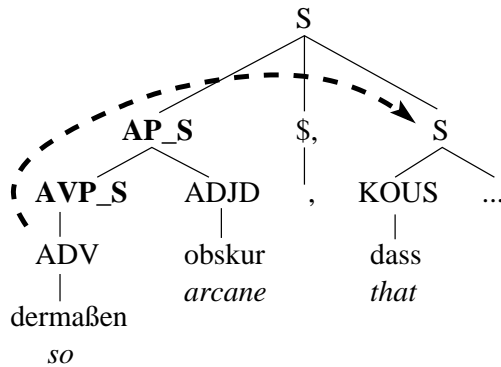 S
AP_S $, S
AVP_S ADJD , KOUS ...
ADV obskur dass
arcane that
dermaßen
so